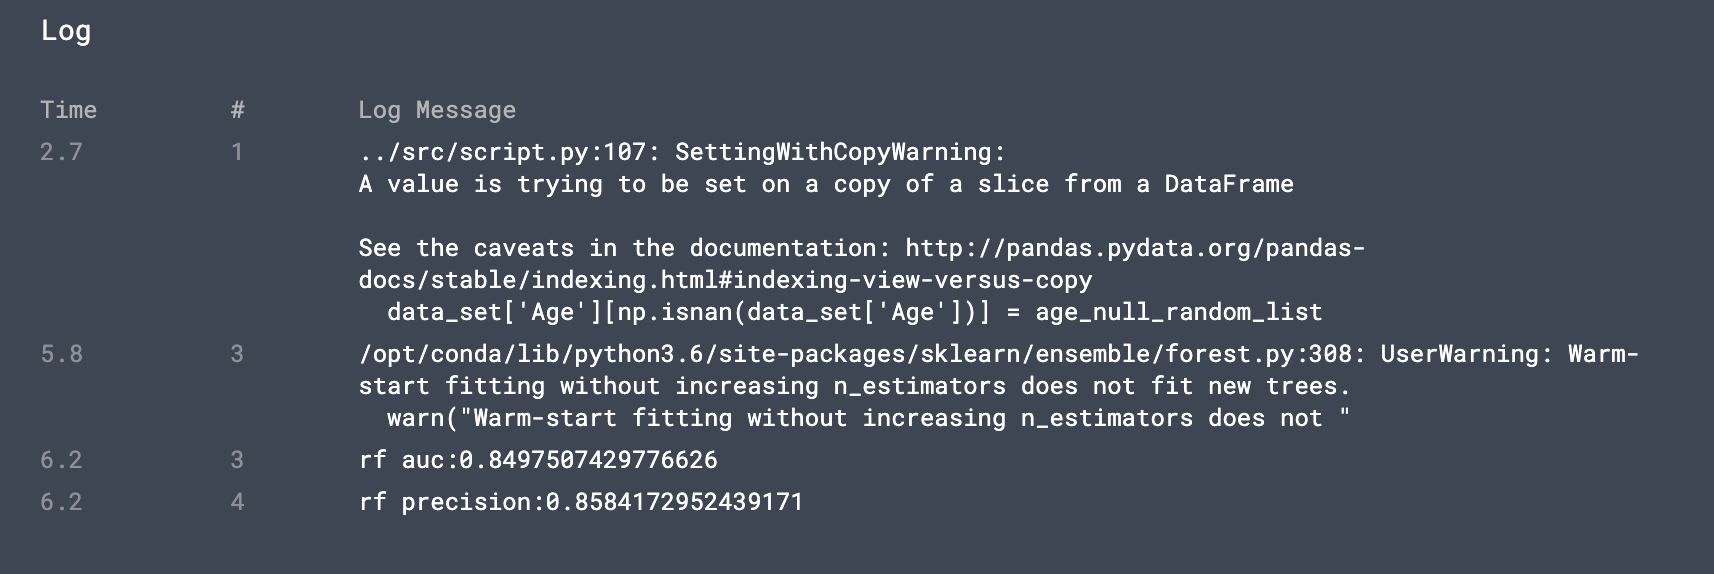 Log
Time # Log Message
2.7 1 ../src/script.py:107: SettingWithCopyWarning:
A value is trying to be set on a copy of a slice from a DataFrame
See the caveats in the documentation: http://pandas.pydata.org/pandas-
docs/stable/indexing.html#indexing-view-versus-copy
data_set['Age'][np.isnan(data_set['Age'])] = age_null_random_list
5.8 3 /opt/conda/lib/python3.6/site-packages/sklearn/ensemble/forest.py:308: UserWarning: Warm-
start fitting without increasing n_estimators does not fit new trees.
warn("Warm-start fitting without increasing n_estimators does not "
6.2 3 rf auc:0.8497507429776626
6.2 4 rf precision:0.8584172952439171